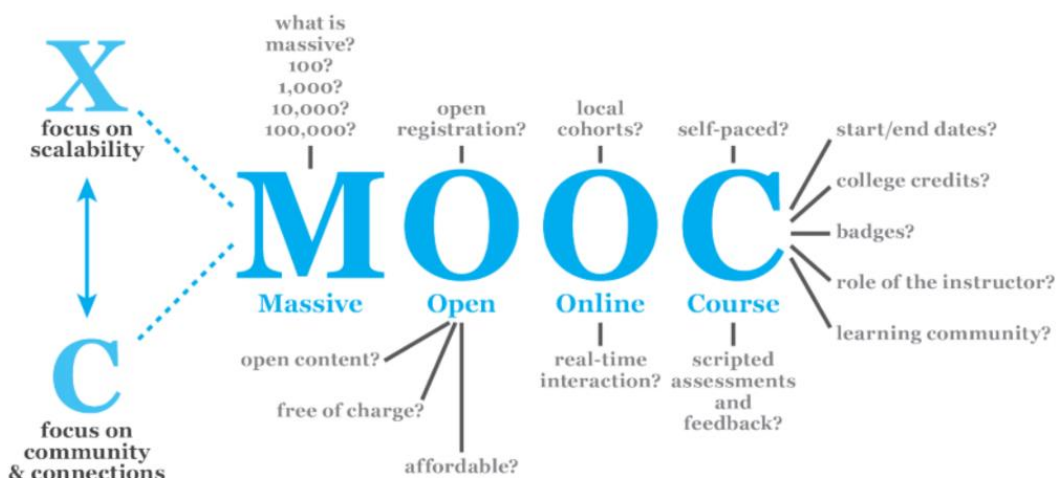 X
focus on
scalability
C
focus on
community
& connections
what is
massive?
100?
1,000?
10,000?
100,000?
open
registration?
local
cohorts?
self-paced?
MOOC
Massive
Open
Online
Course
start/end dates?
college credits?
badges?
role of the instructor?
learning community?
open content?
free of charge?
affordable?
real-time
interaction?
scripted
assessments
and
feedback?